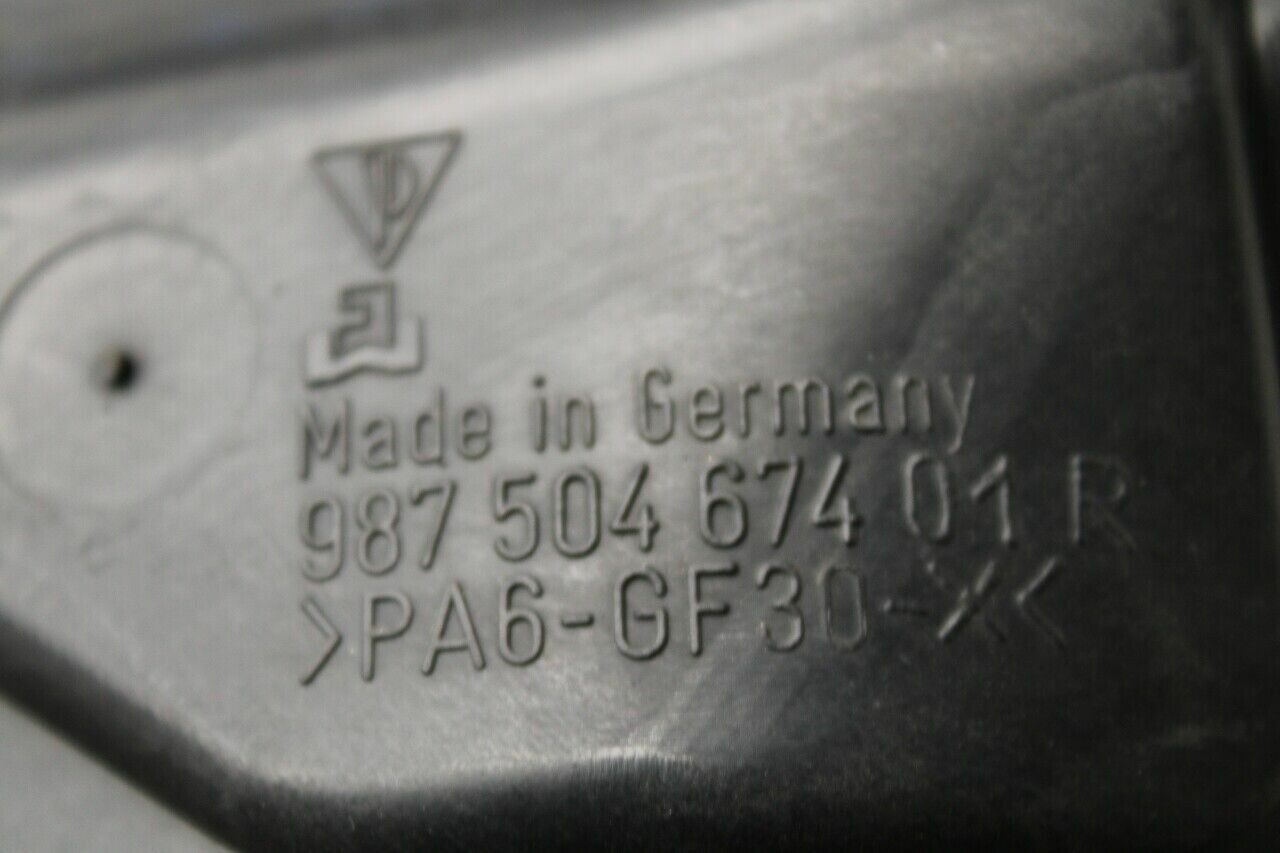 Made in Germany
987 504 674 01 R
>PA6-GF30-X<